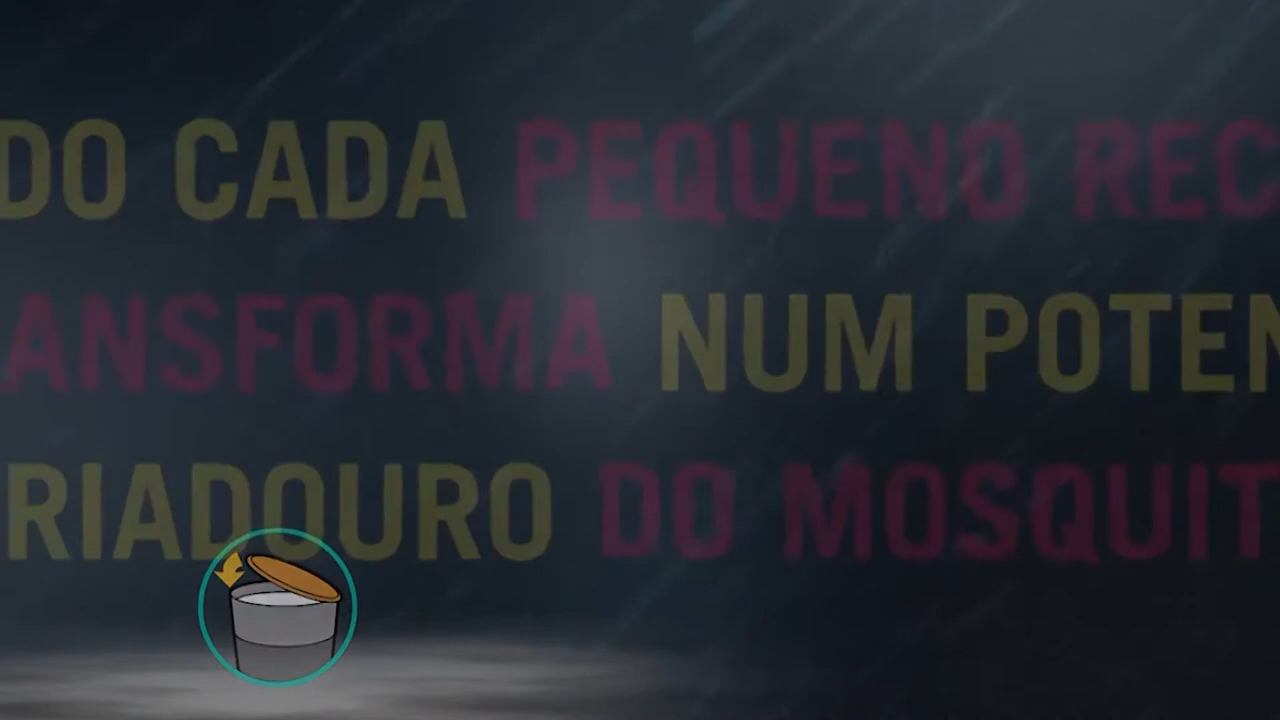 DO CADA PEQUENO REC
ANSFORMA NUM POTEN
RIADOURO DO MOSQUIT